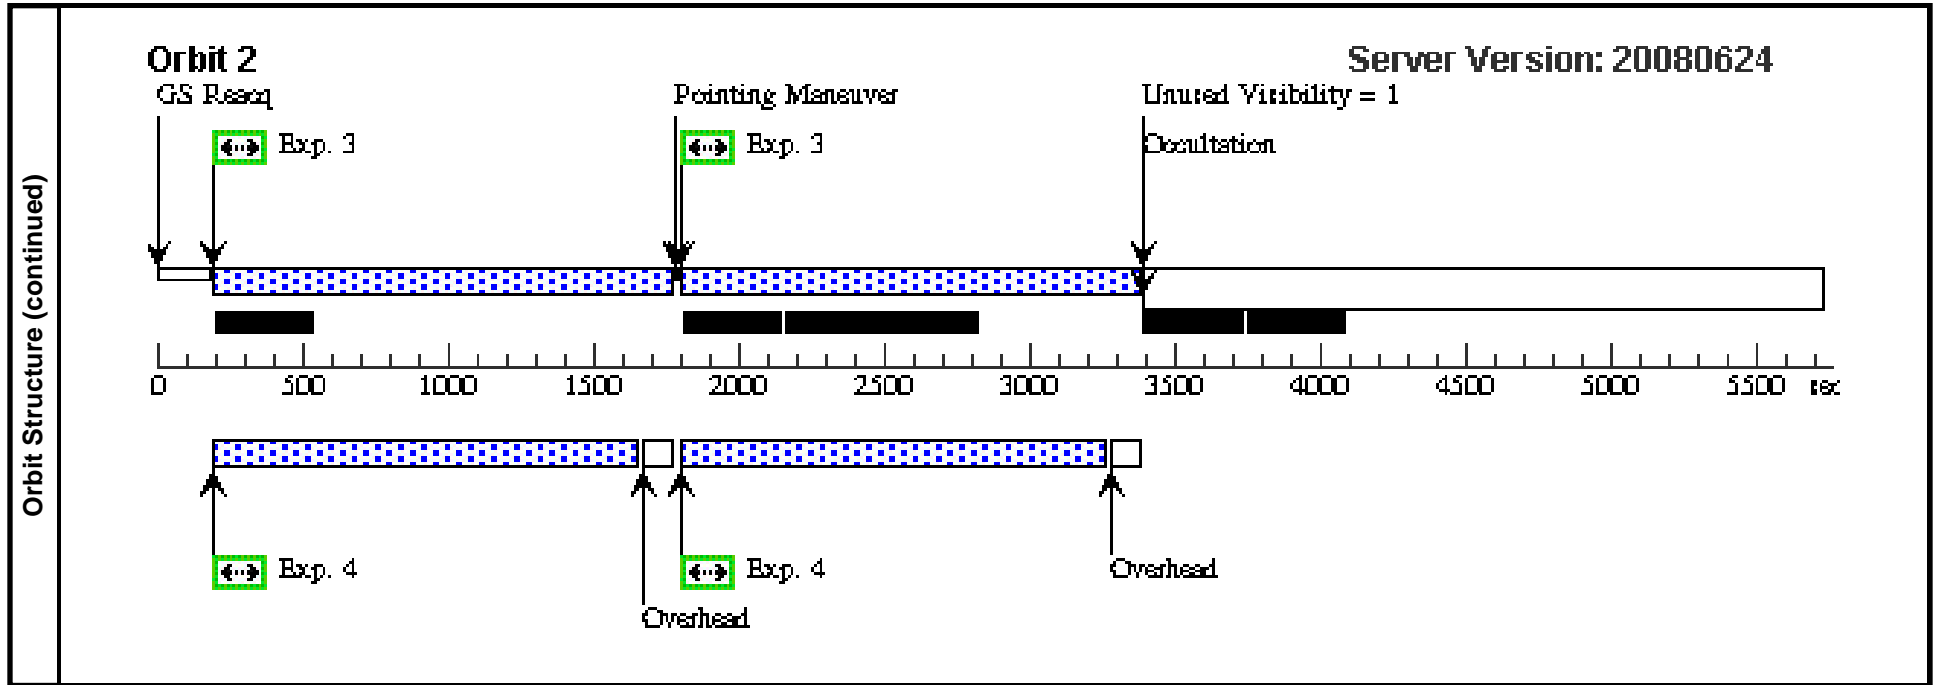 Orbit Structure (continued)
Orbit 2
Server Version: 20080624
GS Reacq
Pointing Maneuver
Unused Visibility = 1
Exp. 3
Exp. 3
Occultation
0 500 1000 1500 2000 2500 3000 3500 4000 4500 5000 5500 sec
Exp. 4
Exp. 4
Overhead
Overhead